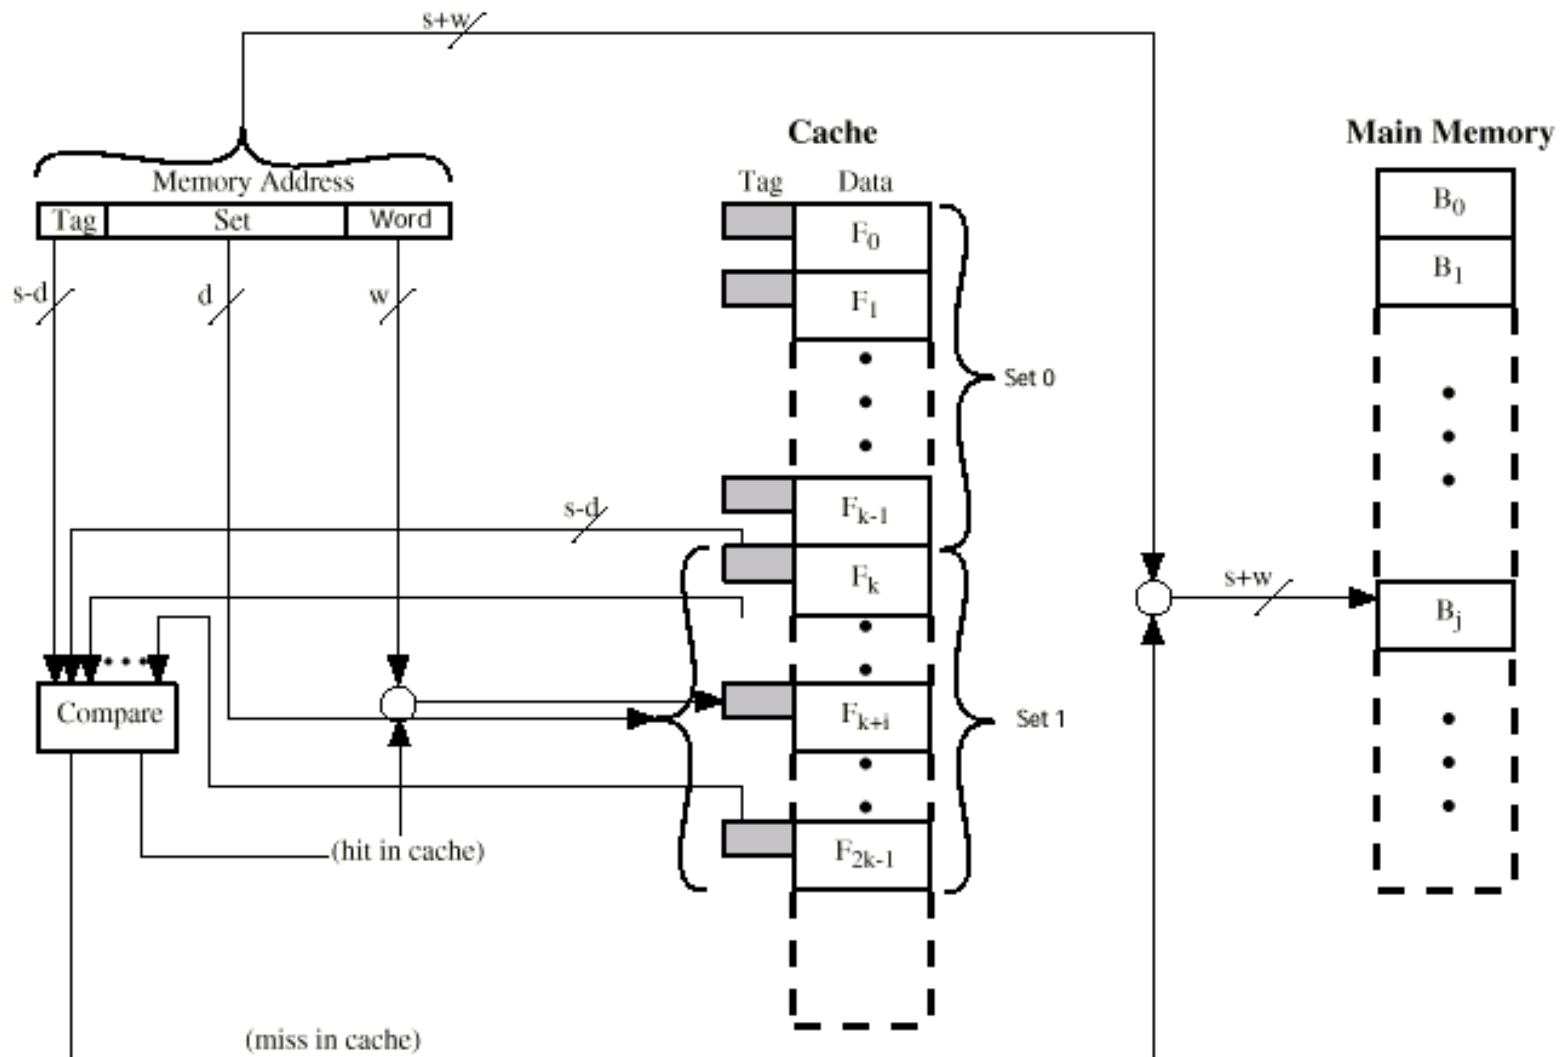 s+w
Cache
Main Memory
Memory Address
Tag Data
Tag Set Word
B0
F0
B1
s-d d w
F1
Set 0
s-d
Fk-1
Fk
s+w
Bj
Compare
Fk+i
Set 1
(hit in cache)
F2k-1
(miss in cache)